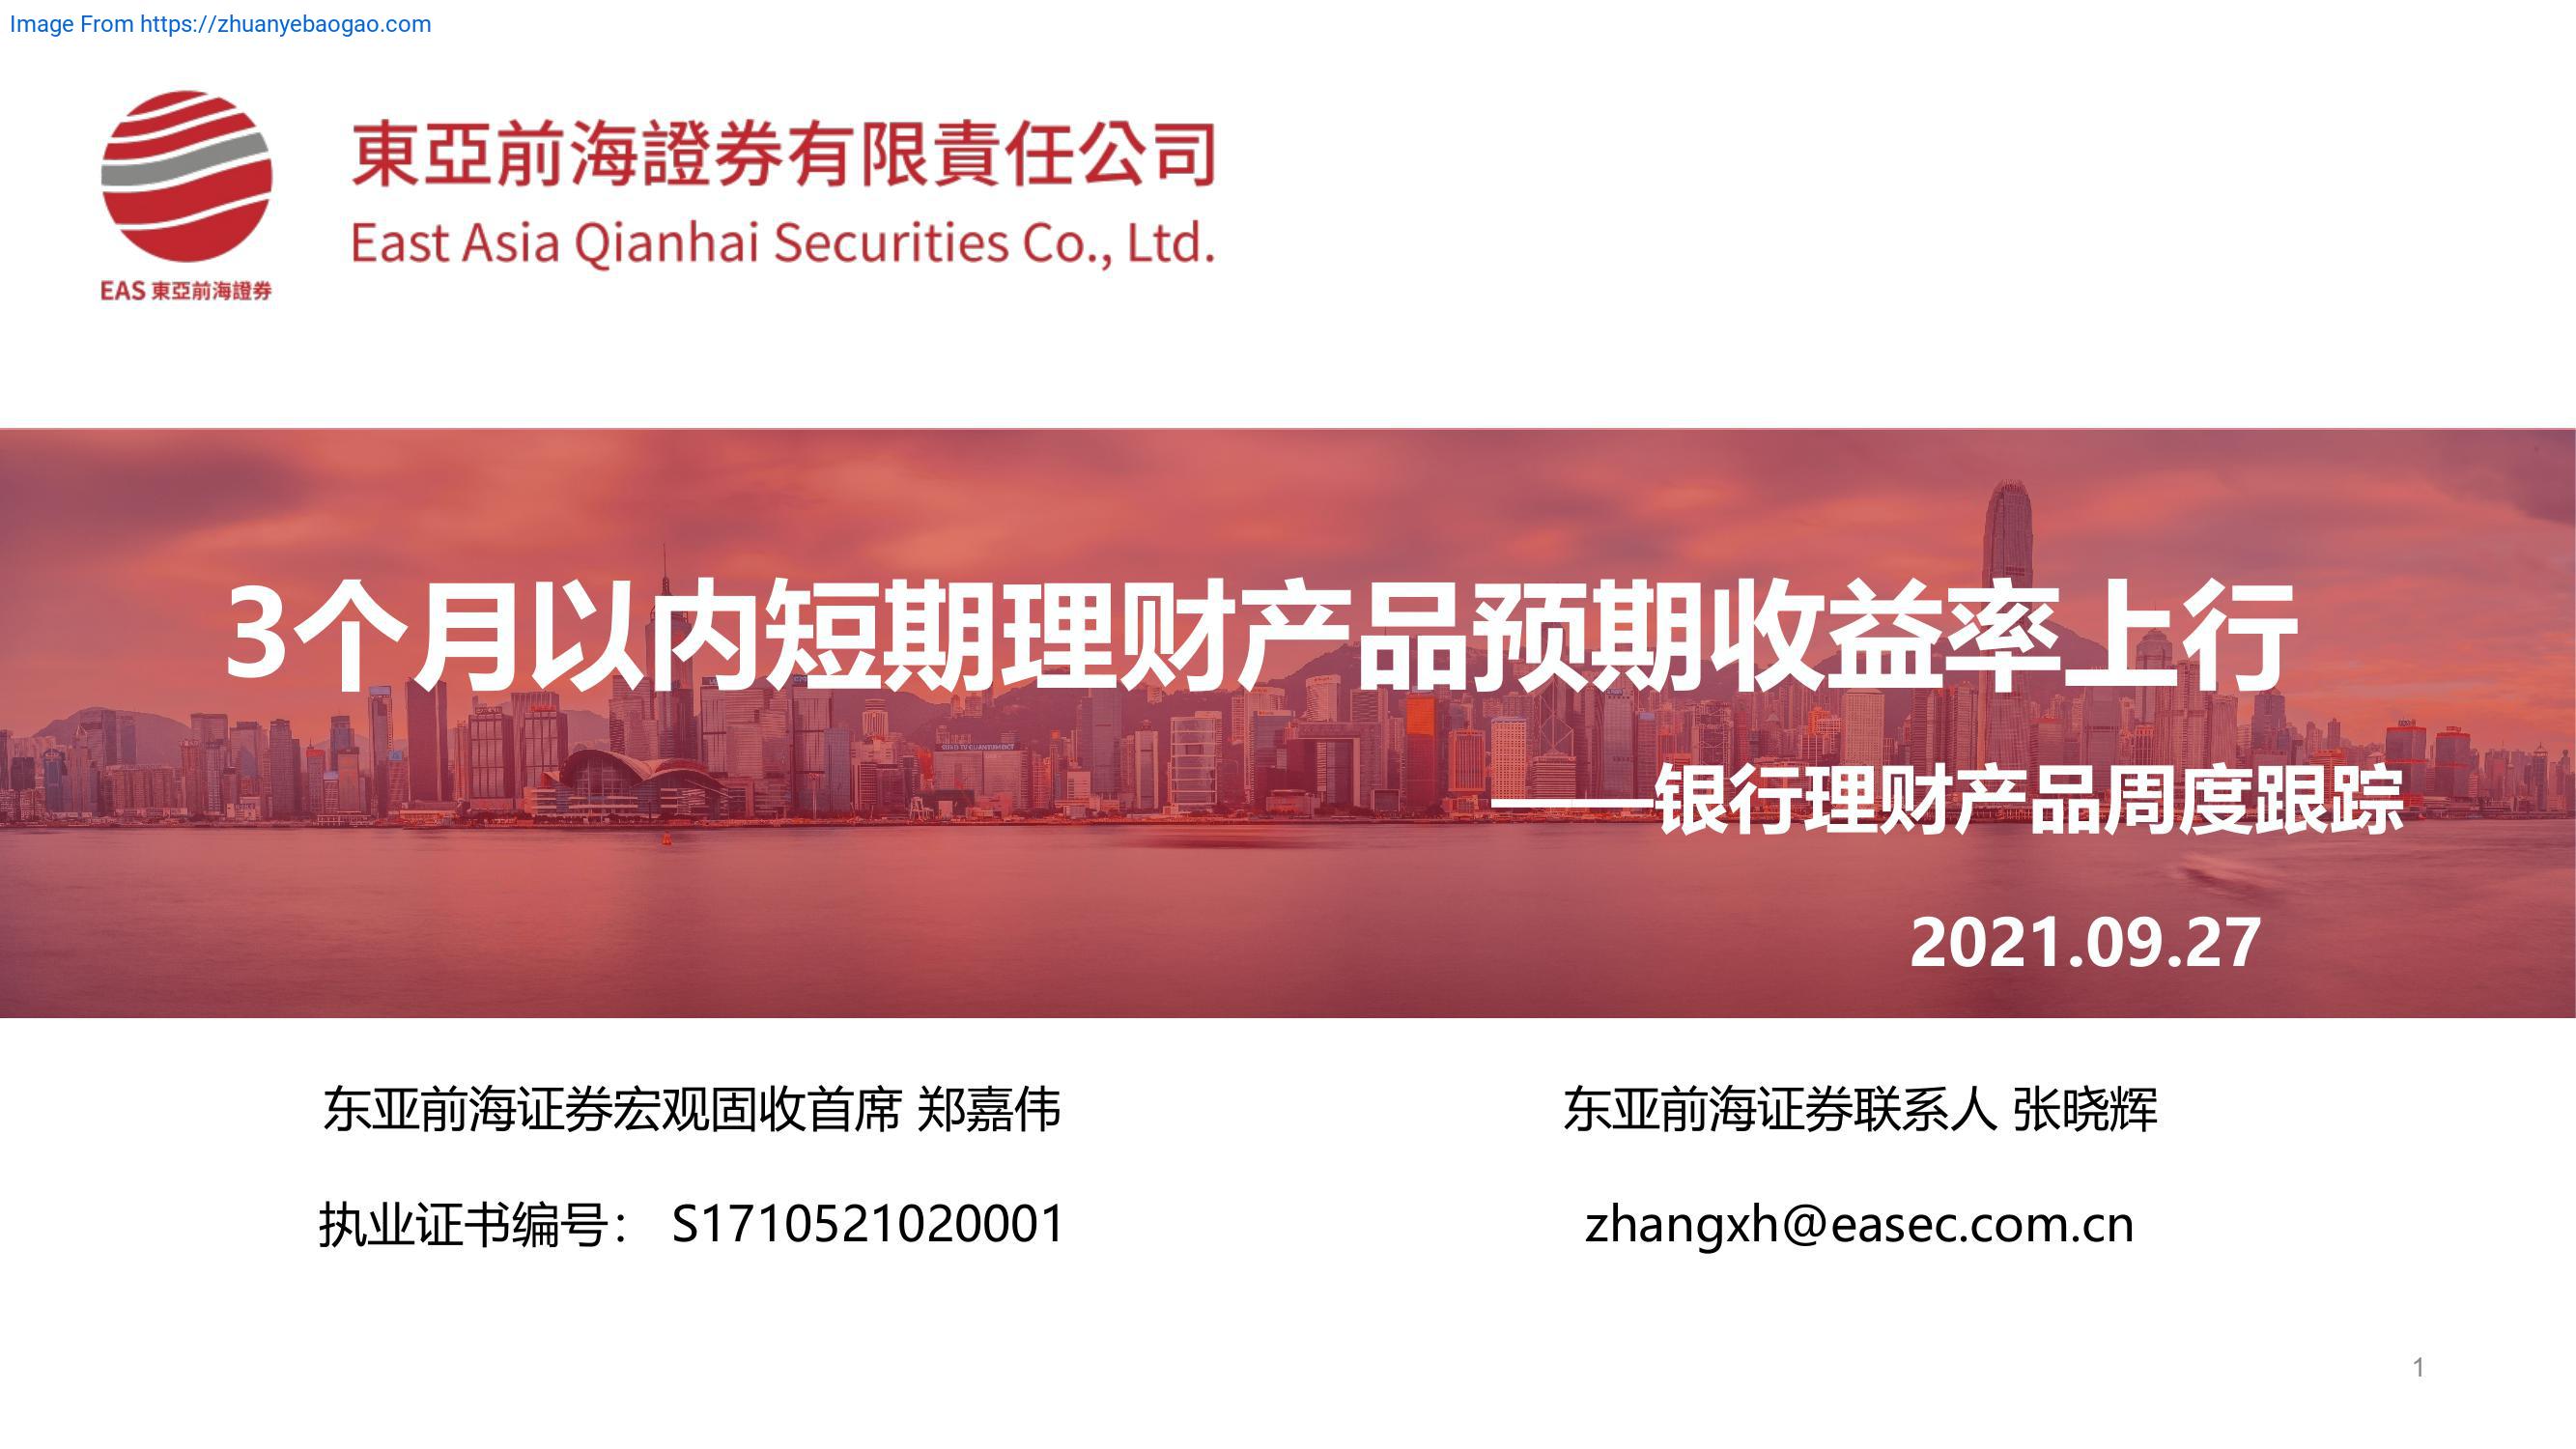 Image From https://zhuanyebaogao.com
東亞前海證券有限責任公司
East Asia Qianhai Securities Co., Ltd.
EAS 東亞前海證券
3个月以内短期理财产品预期收益率上行
——银行理财产品周度跟踪
2021.09.27
东亚前海证券宏观固收首席 郑嘉伟
东亚前海证券联系人 张晓辉
执业证书编号： S1710521020001
zhangxh@easec.com.cn
1